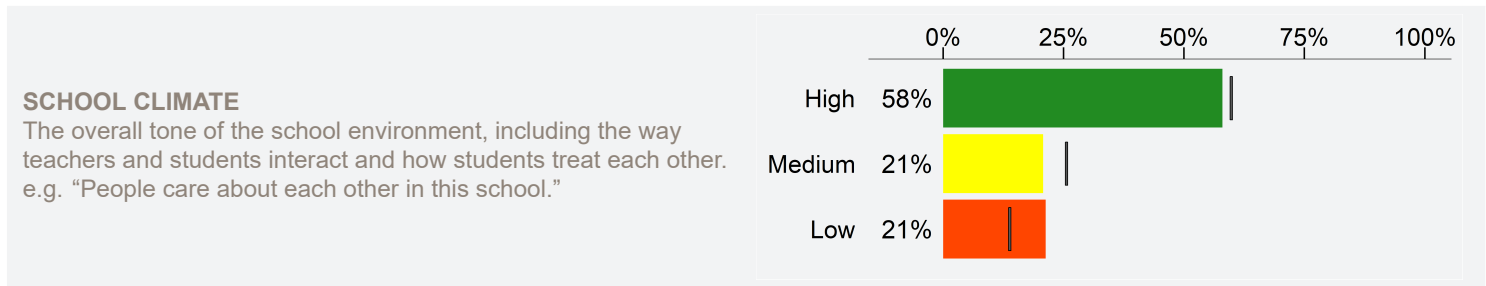 SCHOOL CLIMATE
The overall tone of the school environment, including the way
teachers and students interact and how students treat each other.
e.g. “People care about each other in this school.”
0% 25% 50% 75% 100%
High 58%
Medium 21%
Low 21%